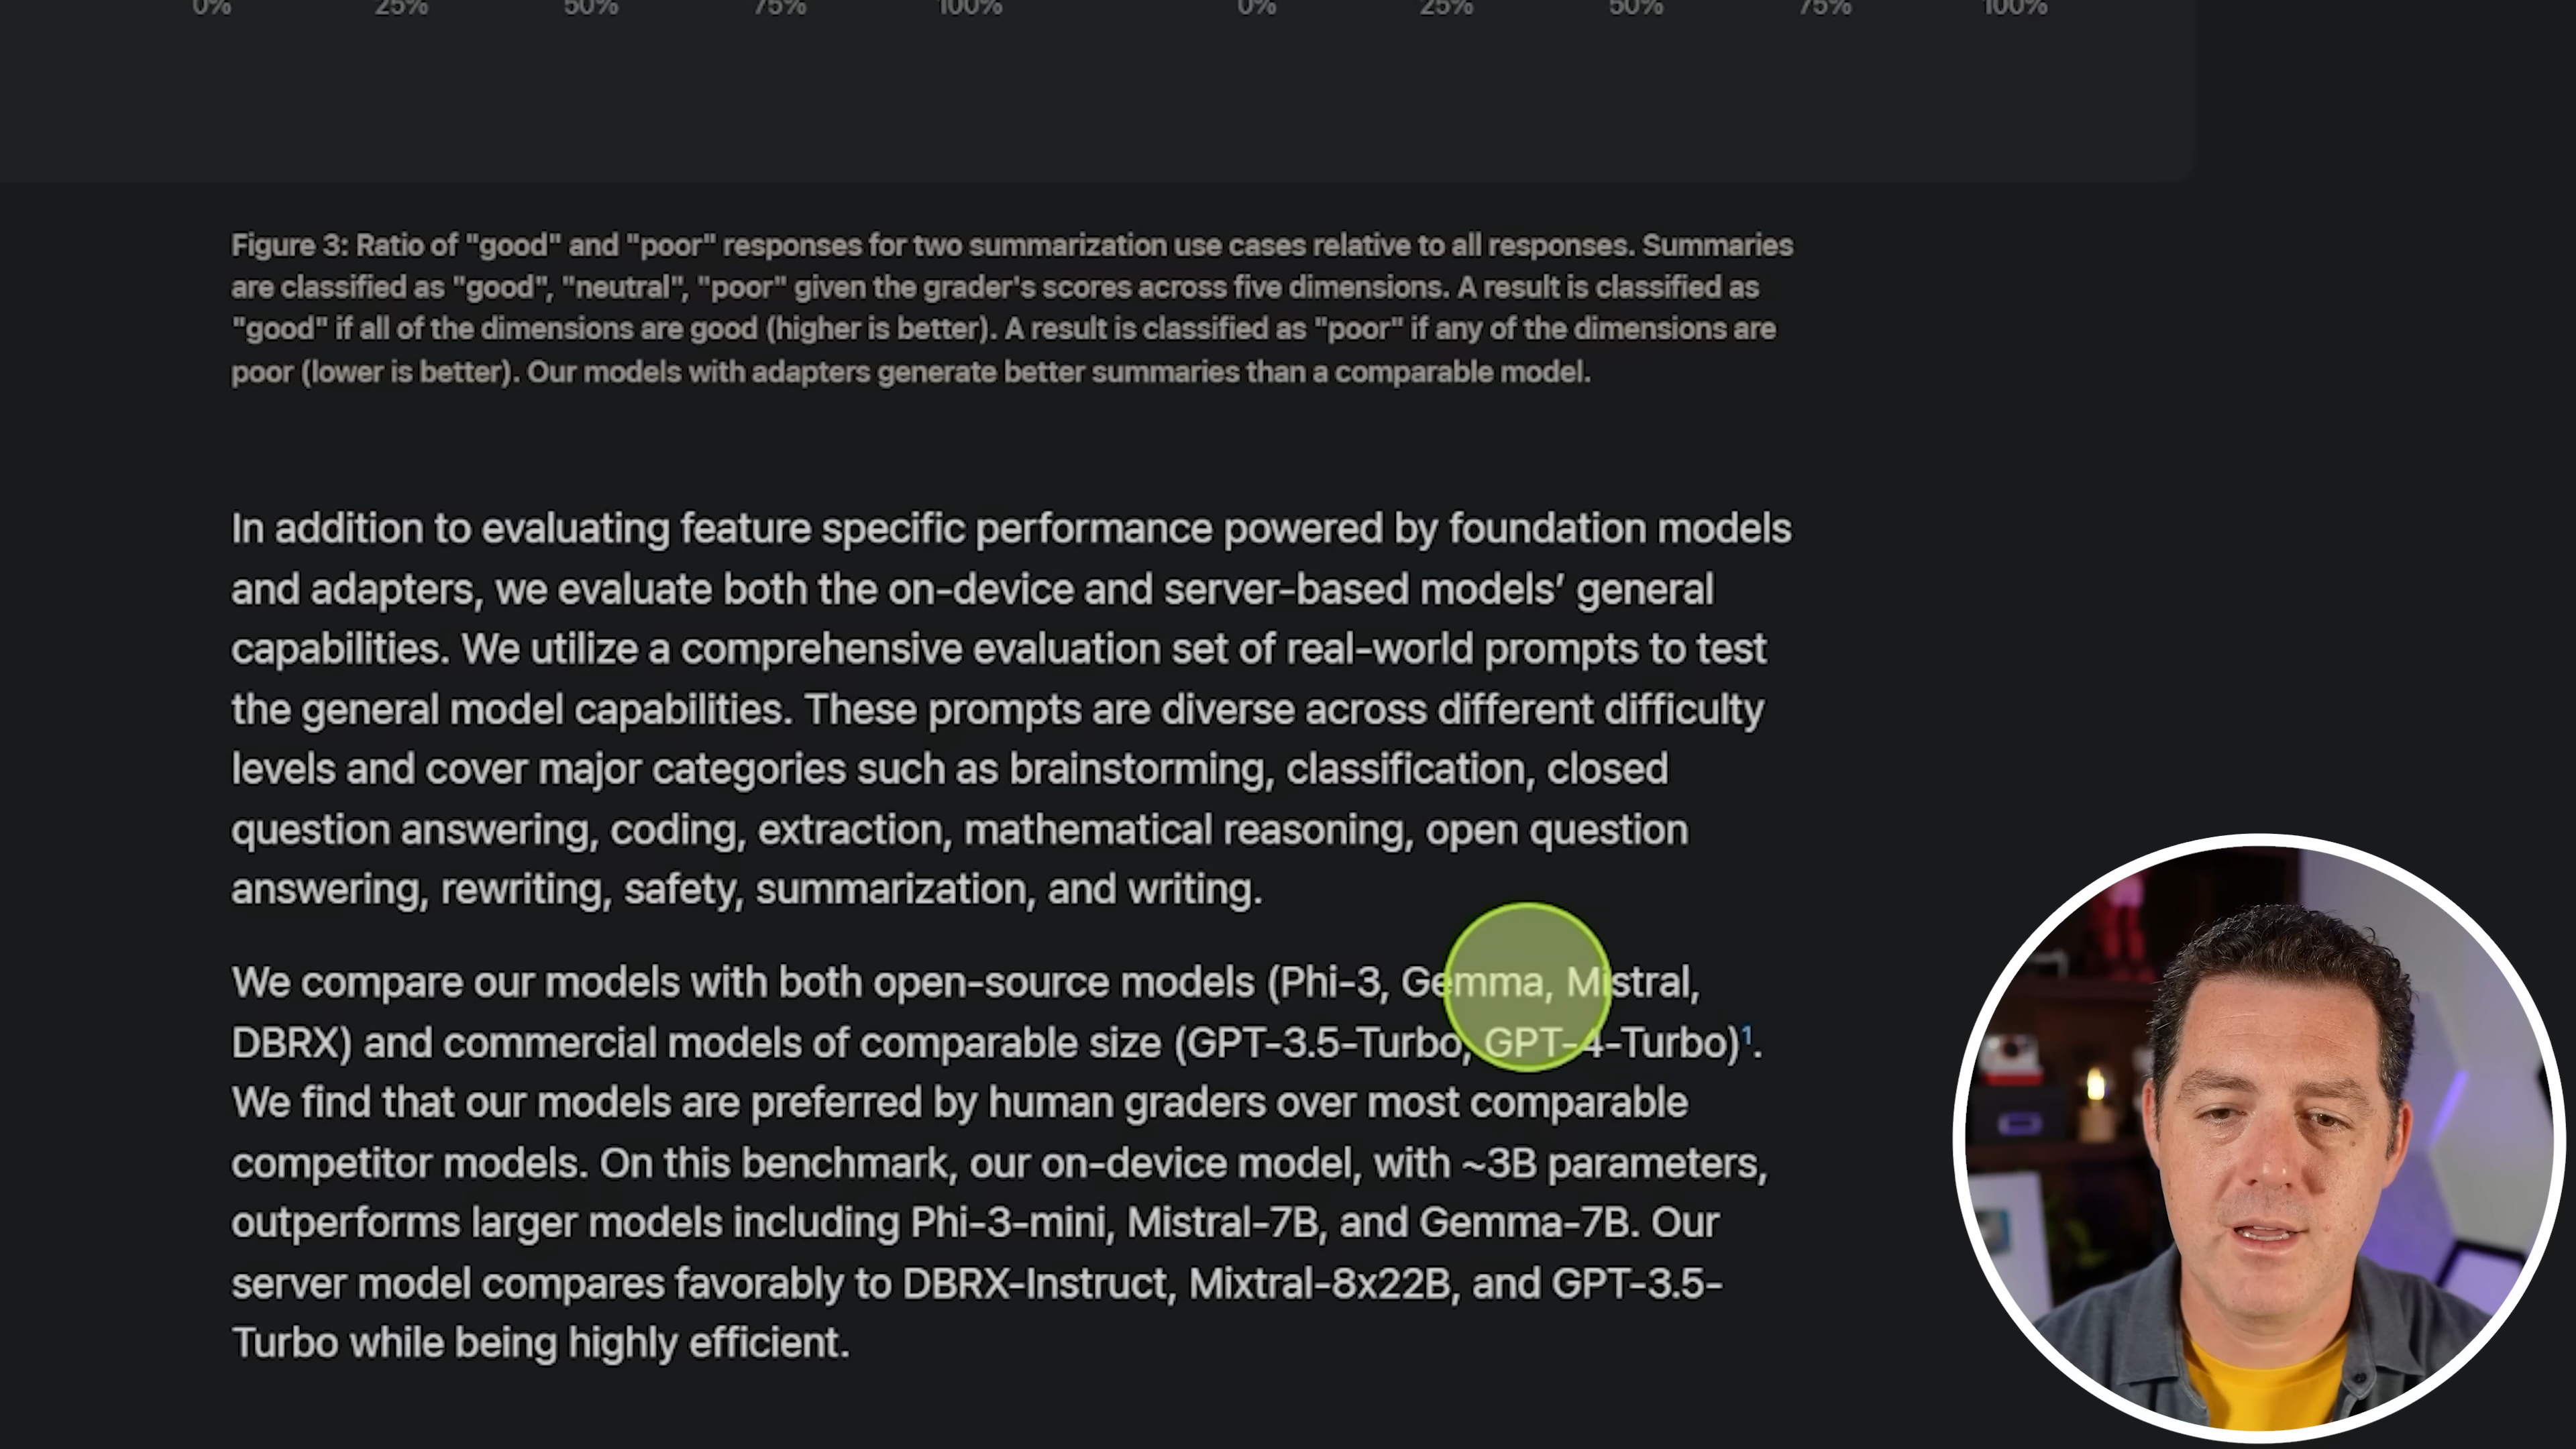 0% 25% 50% 75% 100% 0% 25% 50% 75% 100%
Figure 3: Ratio of "good" and "poor" responses for two summarization use cases relative to all responses. Summaries
are classified as "good", "neutral", "poor" given the grader's scores across five dimensions. A result is classified as
"good" if all of the dimensions are good (higher is better). A result is classified as "poor" if any of the dimensions are
poor (lower is better). Our models with adapters generate better summaries than a comparable model.
In addition to evaluating feature specific performance powered by foundation models
and adapters, we evaluate both the on-device and server-based models’ general
capabilities. We utilize a comprehensive evaluation set of real-world prompts to test
the general model capabilities. These prompts are diverse across different difficulty
levels and cover major categories such as brainstorming, classification, closed
question answering, coding, extraction, mathematical reasoning, open question
answering, rewriting, safety, summarization, and writing.
We compare our models with both open-source models (Phi-3, Gemma, Mistral,
DBRX) and commercial models of comparable size (GPT-3.5-Turbo, GPT-4-Turbo)¹.
We find that our models are preferred by human graders over most comparable
competitor models. On this benchmark, our on-device model, with ~3B parameters,
outperforms larger models including Phi-3-mini, Mistral-7B, and Gemma-7B. Our
server model compares favorably to DBRX-Instruct, Mixtral-8x22B, and GPT-3.5-
Turbo while being highly efficient.